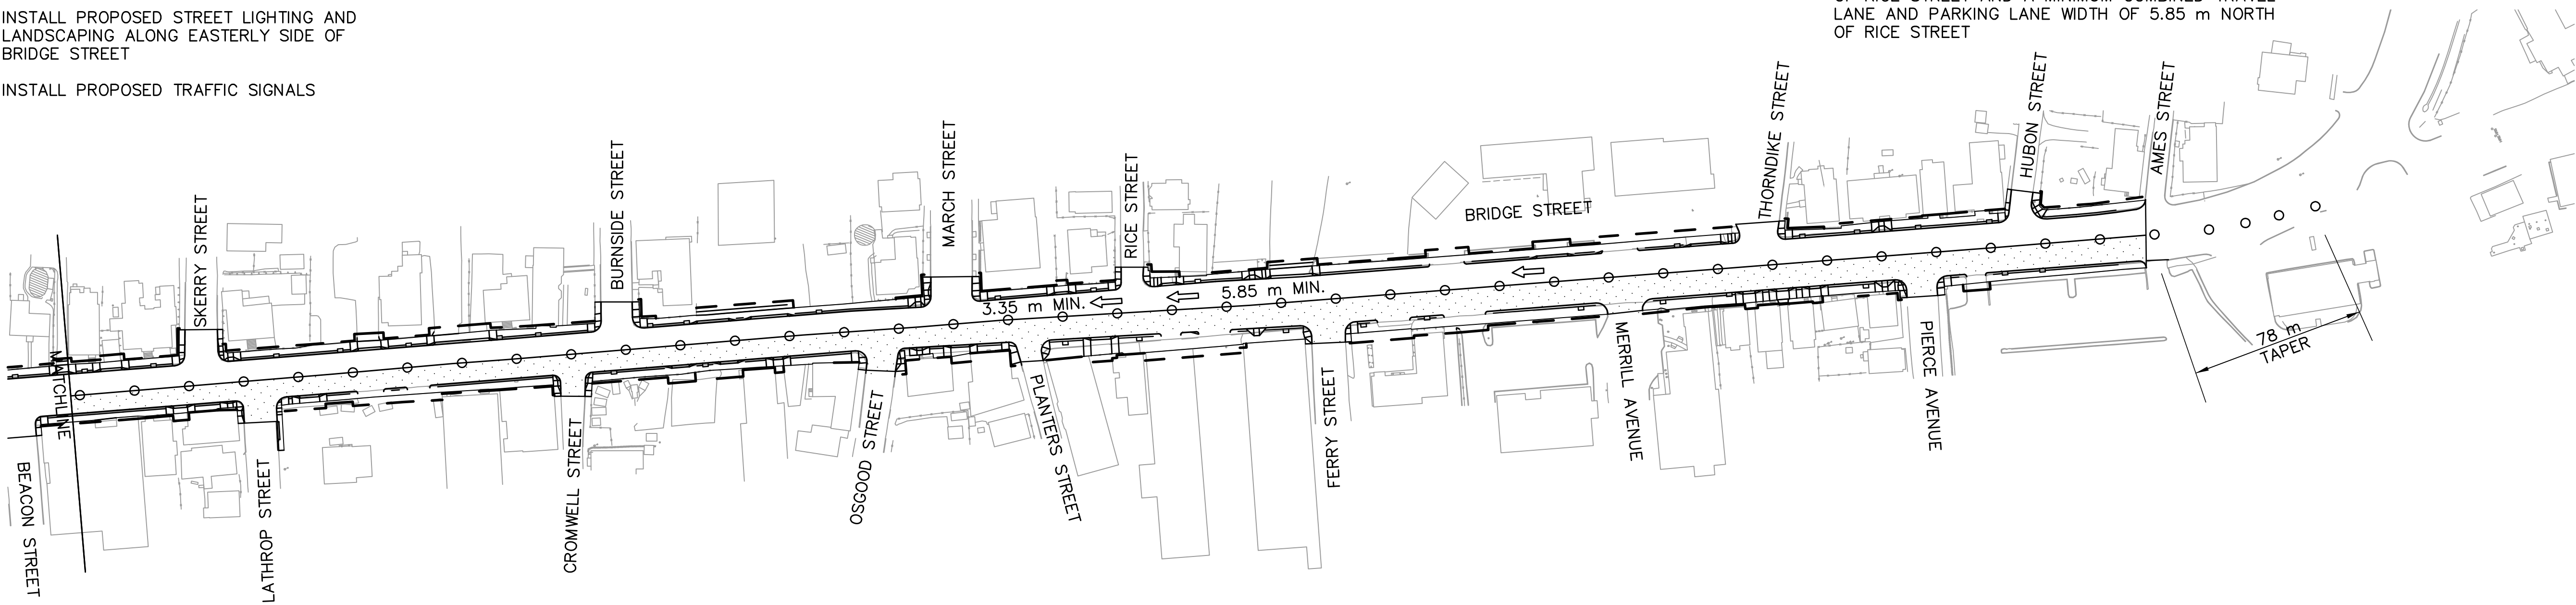 INSTALL PROPOSED STREET LIGHTING AND
LANDSCAPING ALONG EASTERLY SIDE OF
BRIDGE STREET
INSTALL PROPOSED TRAFFIC SIGNALS
LANE AND PARKING LANE WIDTH OF 5.85 m NORTH
OF RICE STREET
SKERRY STREET
BURNSIDE STREET
MARCH STREET
RICE STREET
BRIDGE STREET
THORNDIKE STREET
HUBON STREET
AMES STREET
3.35 m MIN.
5.85 m MIN.
MATCHLINE
BEACON STREET
LATHROP STREET
CROMWELL STREET
OSGOOD STREET
PLANTERS STREET
FERRY STREET
MERRILL AVENUE
PIERCE AVENUE
78 m
TAPER